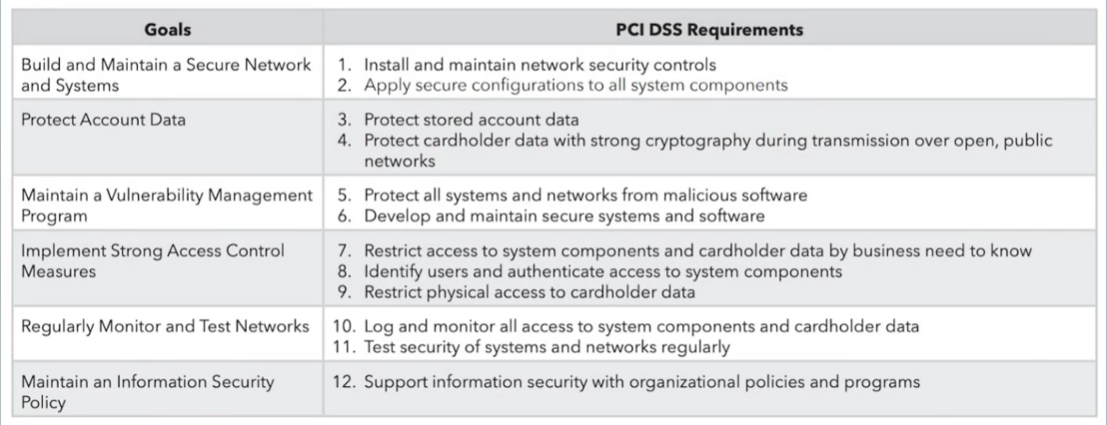 Goals
PCI DSS Requirements
Build and Maintain a Secure Network
and Systems
1. Install and maintain network security controls
2. Apply secure configurations to all system components
Protect Account Data
3. Protect stored account data
4. Protect cardholder data with strong cryptography during transmission over open, public
networks
Maintain a Vulnerability Management
Program
5. Protect all systems and networks from malicious software
6. Develop and maintain secure systems and software
Implement Strong Access Control
Measures
7. Restrict access to system components and cardholder data by business need to know
8. Identify users and authenticate access to system components
9. Restrict physical access to cardholder data
Regularly Monitor and Test Networks
10. Log and monitor all access to system components and cardholder data
11. Test security of systems and networks regularly
Maintain an Information Security
Policy
12. Support information security with organizational policies and programs